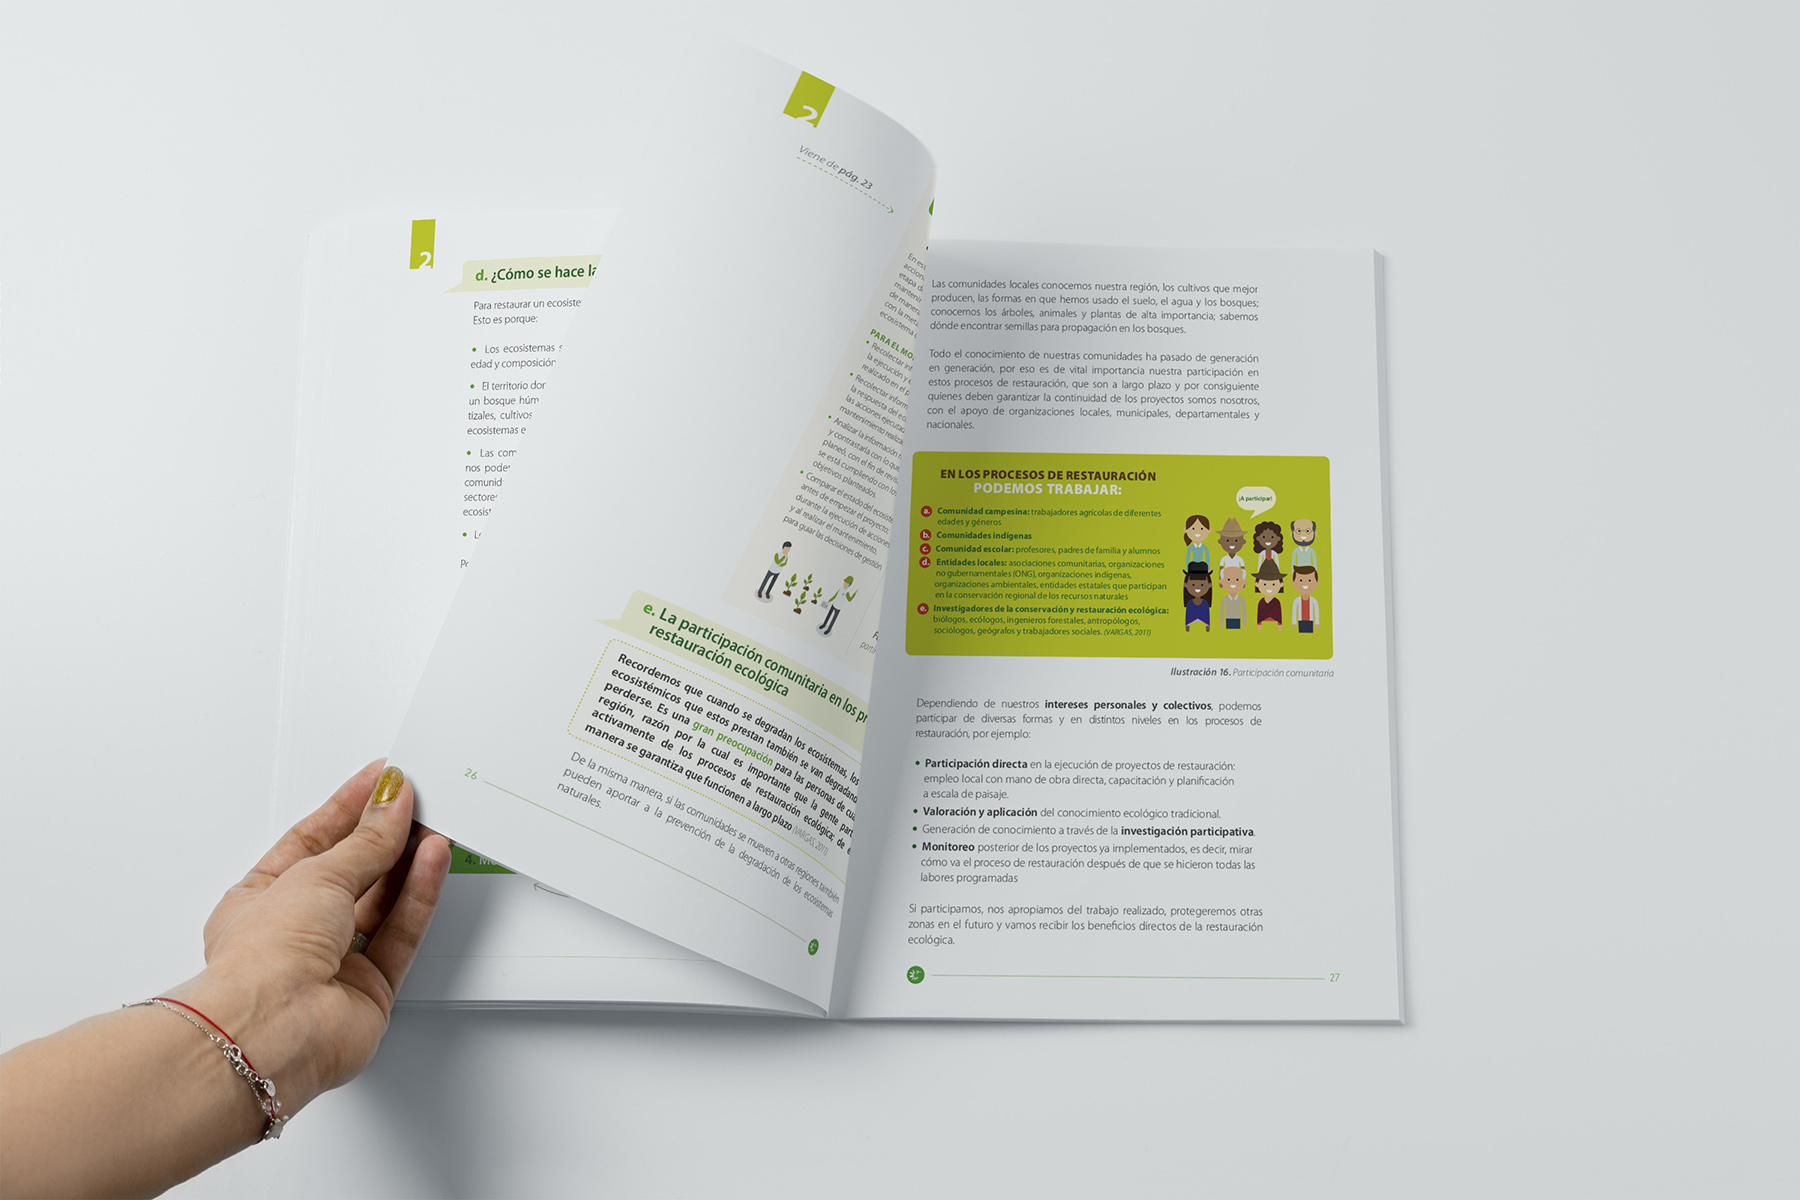 2
d. ¿Cómo se hace la
Para restaurar un ecosiste
Esto es porque:
• Los ecosistemas s
edad y composición
• El territorio dor
un bosque húm
tizales, cultivos
ecosistemas e
• Las com
nos pode
comunid
sectore
ecosist
4. M
2
Viene de pág. 23
En est
accion
etapa d
manteni
de manera
con la meta
ecosistema
PARA EL MO
• Recolectar inf
la ejecución y e
realizado en el p
• Recolectar inform
la respuesta del eco
las acciones ejecutad
mantenimiento realiza
• Analizar la información r
y contrastarla con lo que
planeó, con el fin de revis
se está cumpliendo con los
objetivos planteados.
• Comparar el estado del ecosiste
antes de empezar el proyecto,
durante la ejecución de acciones
y al realizar el mantenimiento,
para guiar las decisiones de gestión
e. La participación comunitaria en los pr
restauración ecológica
Recordemos que cuando se degradan los ecosistemas, los
ecosistémicos que estos prestan también se van degradando
perderse. Es una gran preocupación para las personas de cua
región, razón por la cual es importante que la gente part
activamente de los procesos de restauración ecológica; de e
manera se garantiza que funcionen a largo plazo (VARGAS, 2011)
De la misma manera, si las comunidades se mueven a otras regiones también
pueden aportar a la prevención de la degradación de los ecosistemas
naturales.
26
Las comunidades locales conocemos nuestra región, los cultivos que mejor
producen, las formas en que hemos usado el suelo, el agua y los bosques;
conocemos los árboles, animales y plantas de alta importancia; sabemos
dónde encontrar semillas para propagación en los bosques.
Todo el conocimiento de nuestras comunidades ha pasado de generación
en generación, por eso es de vital importancia nuestra participación en
estos procesos de restauración, que son a largo plazo y por consiguiente
quienes deben garantizar la continuidad de los proyectos somos nosotros,
con el apoyo de organizaciones locales, municipales, departamentales y
nacionales.
EN LOS PROCESOS DE RESTAURACIÓN
PODEMOS TRABAJAR:
¡A participar!
a. Comunidad campesina: trabajadores agrícolas de diferentes
edades y géneros
b. Comunidades indígenas
c. Comunidad escolar: profesores, padres de familia y alumnos
d. Entidades locales: asociaciones comunitarias, organizaciones
no gubernamentales (ONG), organizaciones indígenas,
organizaciones ambientales, entidades estatales que participan
en la conservación regional de los recursos naturales
e. Investigadores de la conservación y restauración ecológica:
biólogos, ecólogos, ingenieros forestales, antropólogos,
sociólogos, geógrafos y trabajadores sociales. (VARGAS, 2011)
Ilustración 16. Participación comunitaria
Dependiendo de nuestros intereses personales y colectivos, podemos
participar de diversas formas y en distintos niveles en los procesos de
restauración, por ejemplo:
• Participación directa en la ejecución de proyectos de restauración:
empleo local con mano de obra directa, capacitación y planificación
a escala de paisaje.
• Valoración y aplicación del conocimiento ecológico tradicional.
• Generación de conocimiento a través de la investigación participativa.
• Monitoreo posterior de los proyectos ya implementados, es decir, mirar
cómo va el proceso de restauración después de que se hicieron todas las
labores programadas
Si participamos, nos apropiamos del trabajo realizado, protegeremos otras
zonas en el futuro y vamos recibir los beneficios directos de la restauración
ecológica.
27